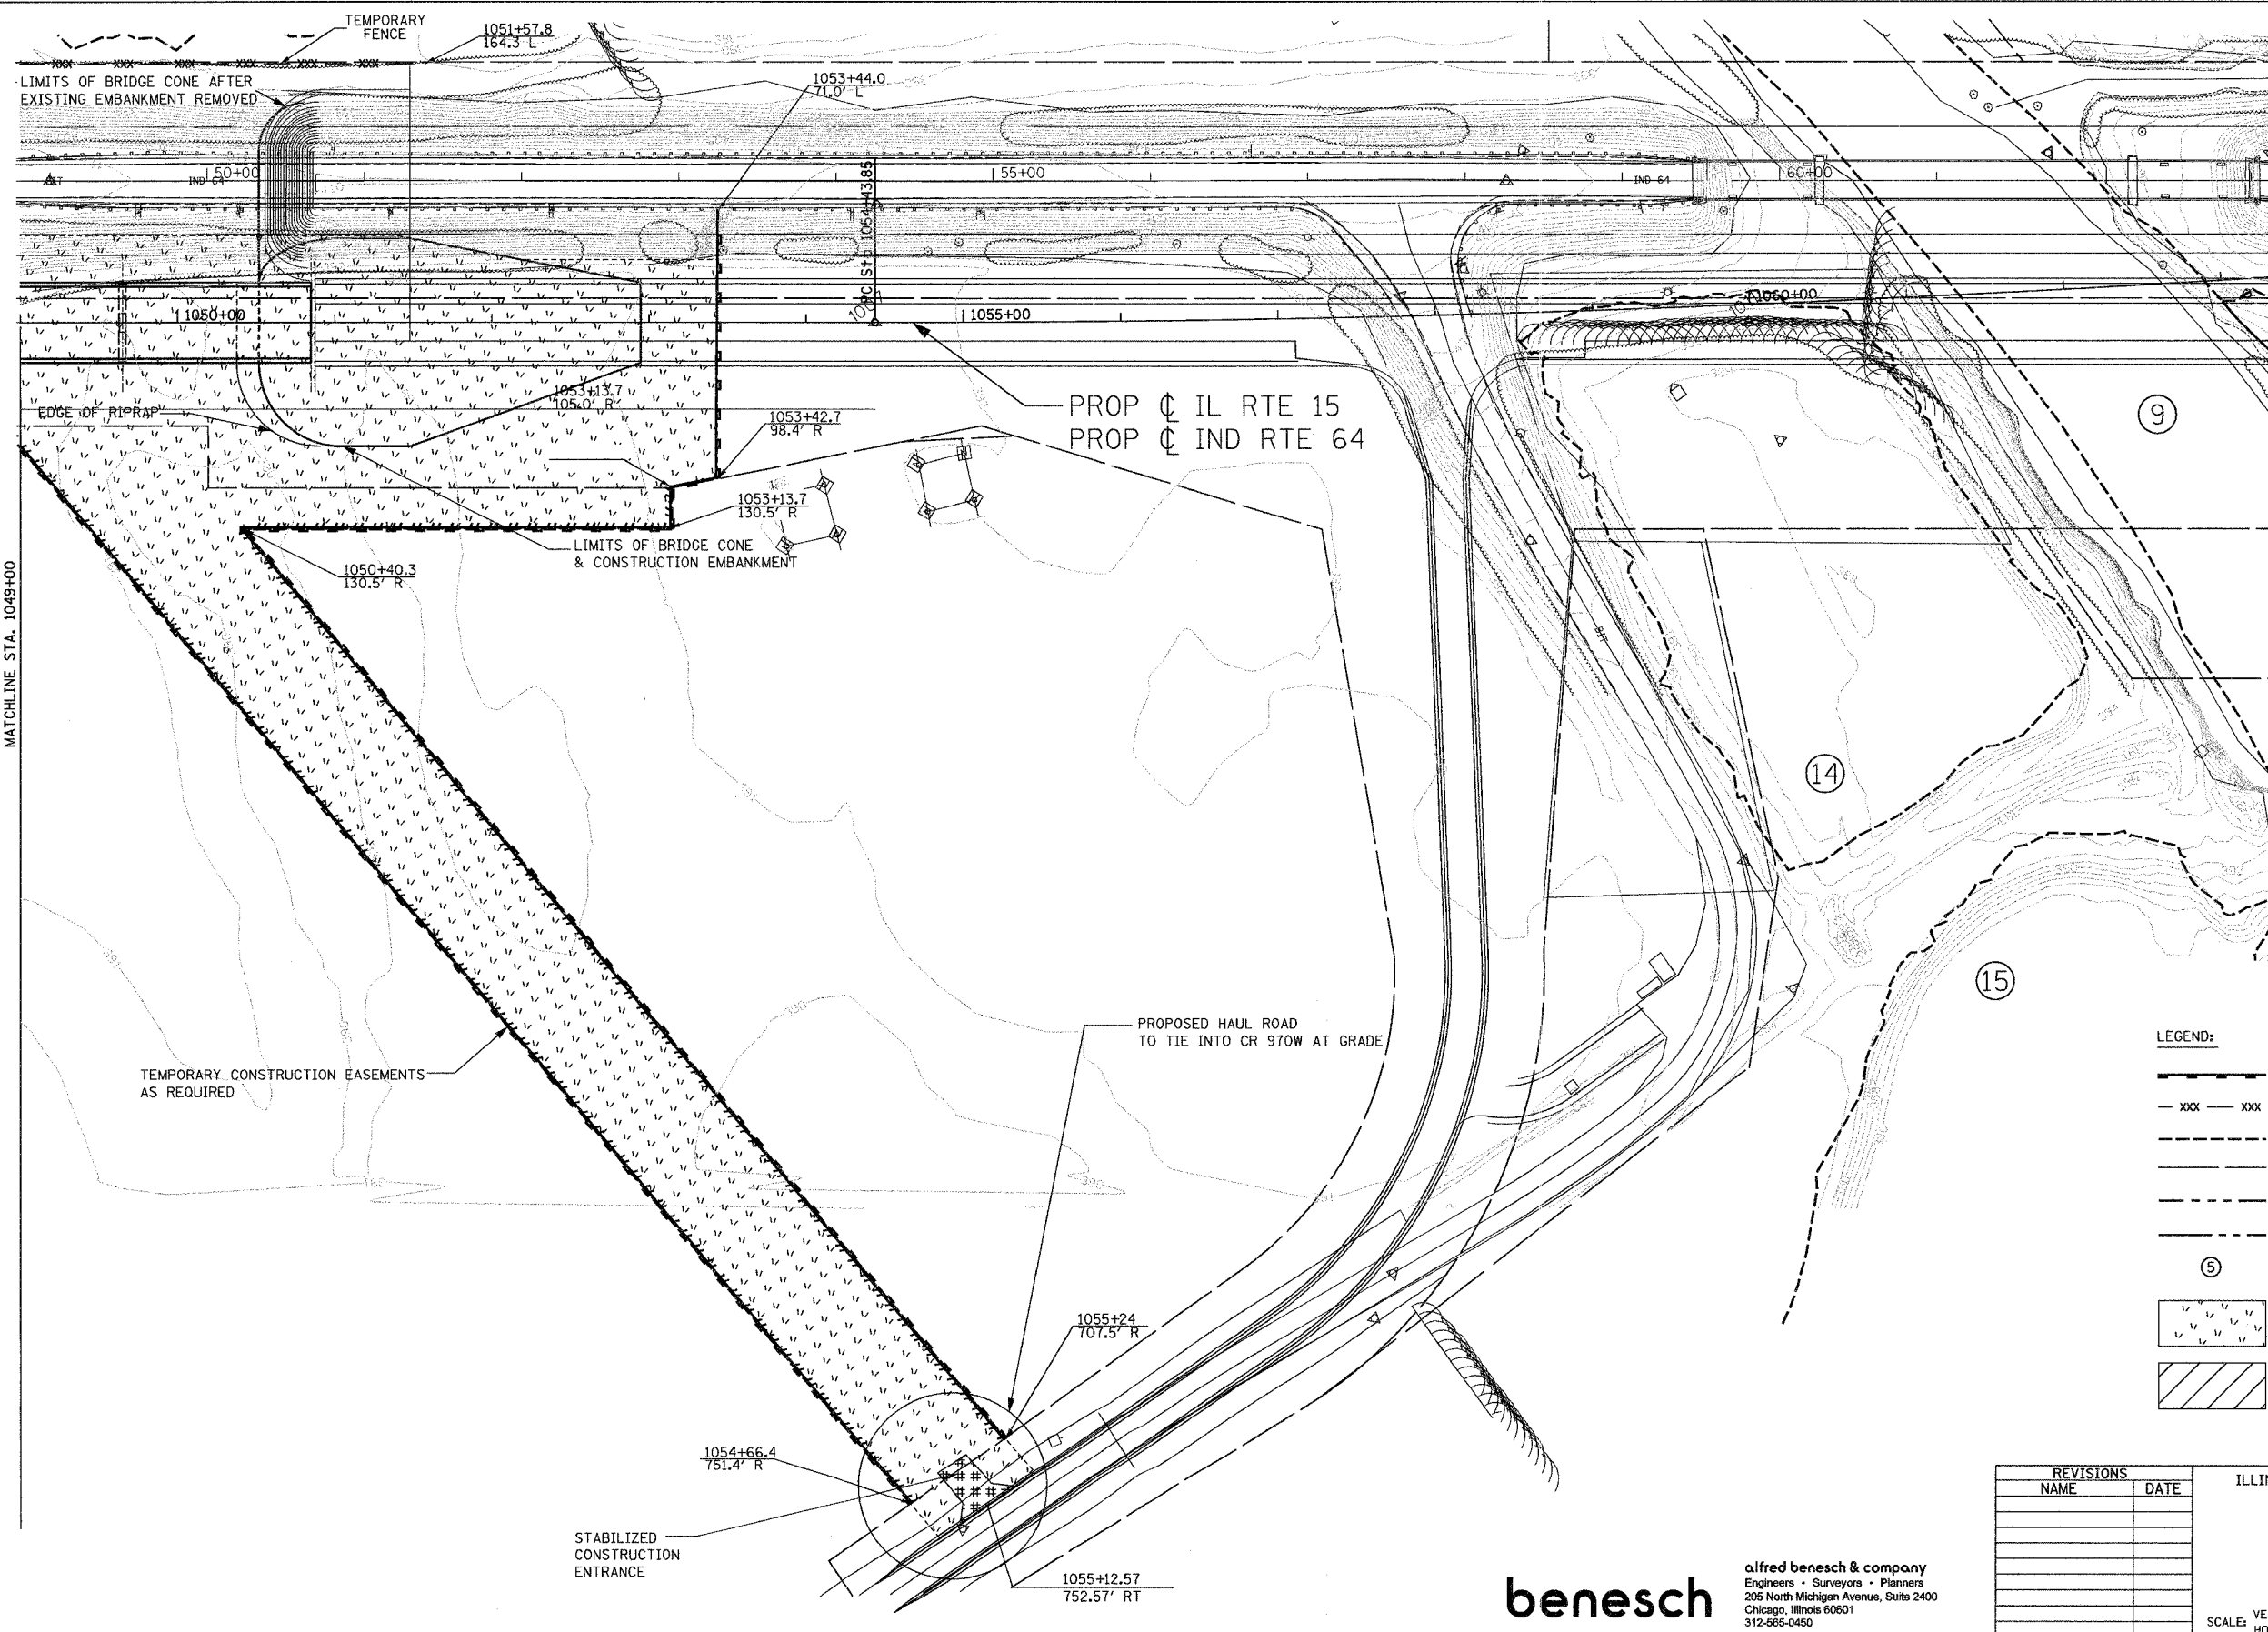 TEMPORARY
FENCE
1051+57.8
164.3 L
LIMITS OF BRIDGE CONE AFTER
EXISTING EMBANKMENT REMOVED
1053+44.0
71.0' L
50+00
IND 64
55+00
IND 64
60+00
PC Sta 1054+43.85
1050+00
1055+00
1060+00
1053+13.7
105.0' R
EDGE OF RIPRAP
1053+42.7
98.4' R
PROP ℄ IL RTE 15
PROP ℄ IND RTE 64
9
1053+13.7
130.5' R
LIMITS OF BRIDGE CONE
& CONSTRUCTION EMBANKMENT
1050+40.3
130.5' R
MATCHLINE STA. 1049+00
14
15
PROPOSED HAUL ROAD
TO TIE INTO CR 970W AT GRADE
TEMPORARY CONSTRUCTION EASEMENTS
AS REQUIRED
LEGEND:
XXX XXX
5
1055+24
707.5' R
1054+66.4
751.4' R
STABILIZED
CONSTRUCTION
ENTRANCE
1055+12.57
752.57' RT
benesch
alfred benesch & company
Engineers • Surveyors • Planners
205 North Michigan Avenue, Suite 2400
Chicago, Illinois 60601
312-565-0450
REVISIONS
NAME DATE
SCALE: